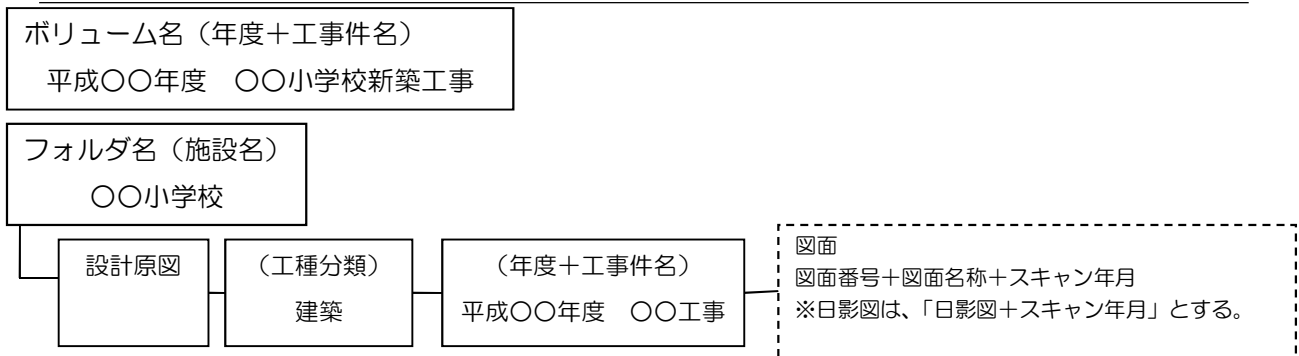 ボリューム名（年度＋工事件名）
平成〇〇年度　〇〇小学校新築工事
フォルダ名（施設名）
〇〇小学校
設計原図
（工種分類）
建築
（年度＋工事件名）
平成〇〇年度　〇〇工事
図面
図面番号＋図面名称＋スキャン年月
※日影図は、「日影図＋スキャン年月」とする。